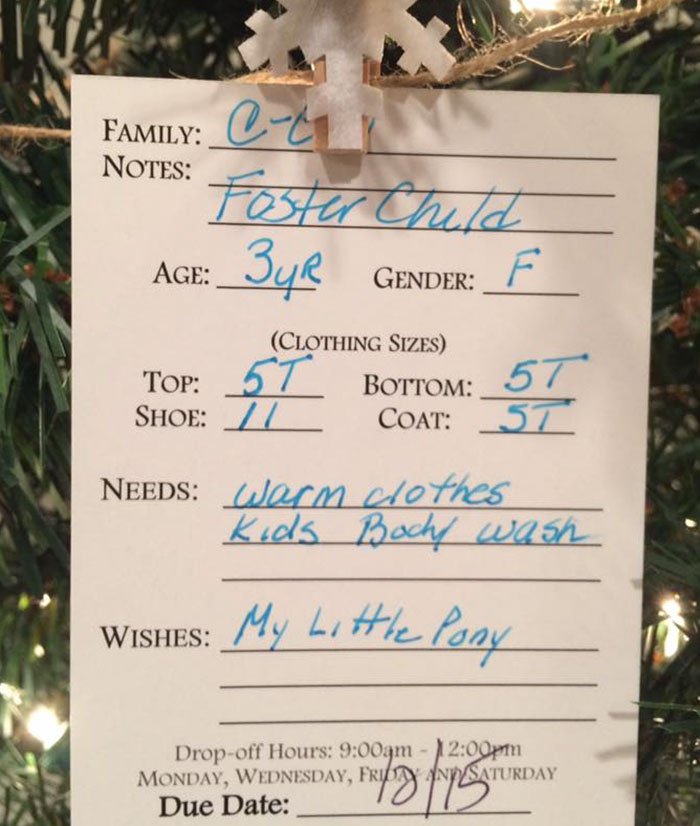 FAMILY: C-
NOTES:
Foster Child
AGE: 3yR GENDER: F
(CLOTHING SIZES)
TOP: 5T BOTTOM: 5T
SHOE: 11 COAT: 5T
NEEDS: warm clothes
Kids Body wash
WISHES: My Little Pony
Drop-off Hours: 9:00am - 12:00pm
MONDAY, WEDNESDAY, FRIDAY AND SATURDAY
Due Date: 12/15